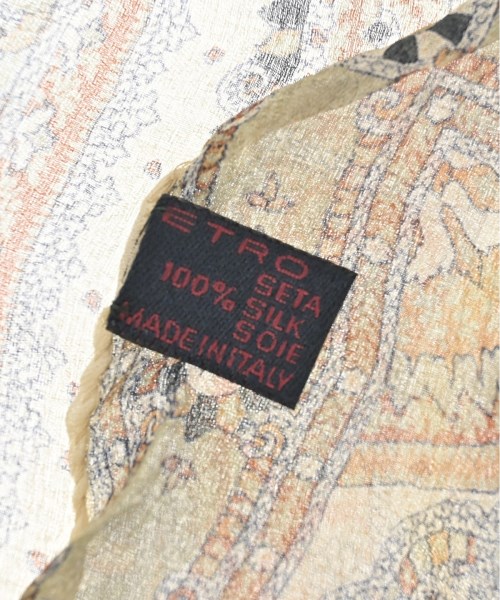 ETRO
100% SETA
SILK
SOIE
MADE IN ITALY